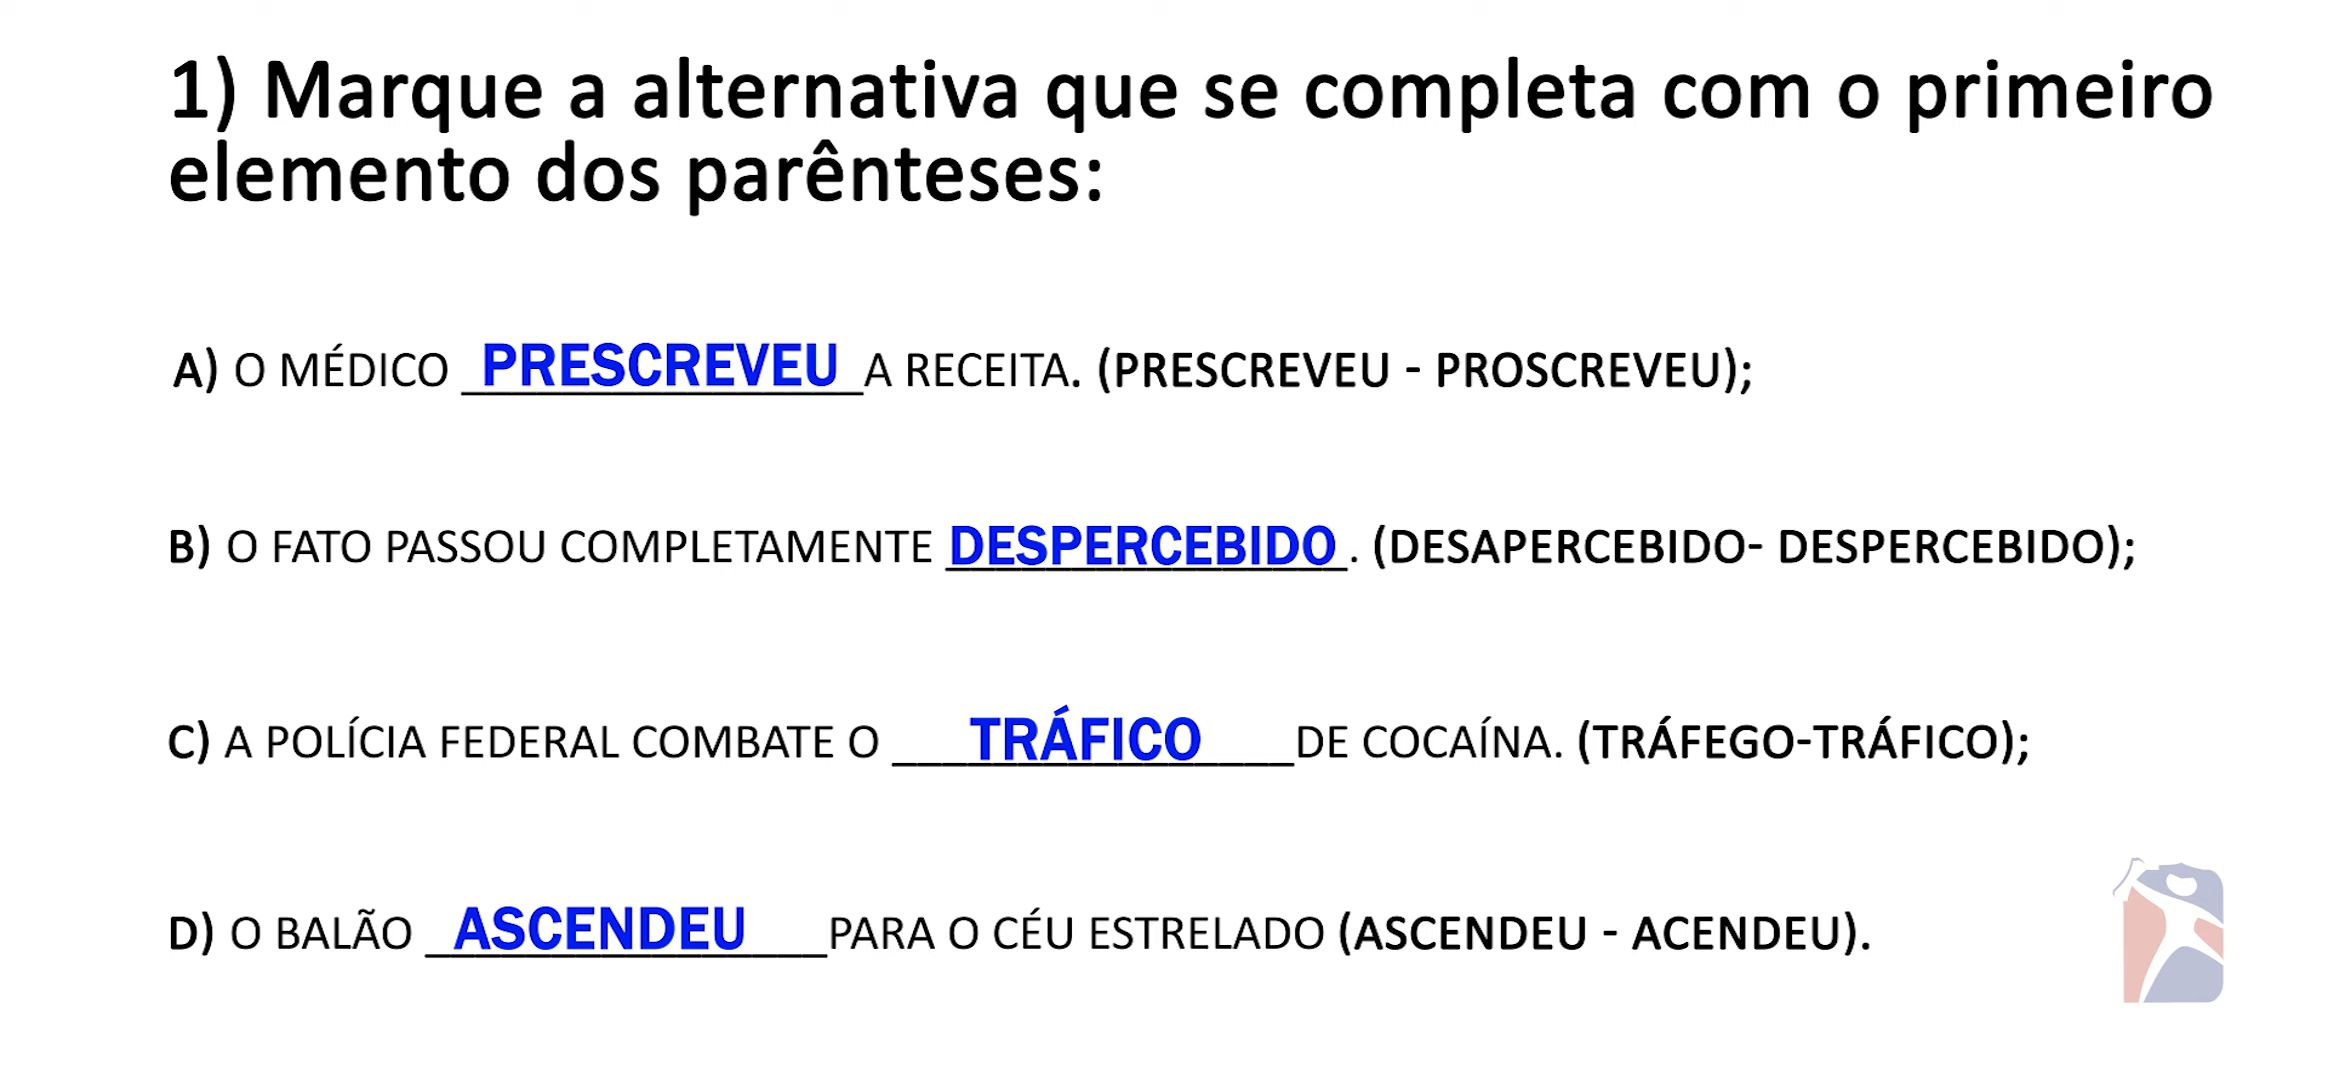 1) Marque a alternativa que se completa com o primeiro
elemento dos parênteses:
A) O MÉDICO PRESCREVEU A RECEITA. (PRESCREVEU - PROSCREVEU);
B) O FATO PASSOU COMPLETAMENTE DESPERCEBIDO. (DESAPERCEBIDO- DESPERCEBIDO);
C) A POLÍCIA FEDERAL COMBATE O TRÁFICO DE COCAÍNA. (TRÁFEGO-TRÁFICO);
D) O BALÃO ASCENDEU PARA O CÉU ESTRELADO (ASCENDEU - ACENDEU).